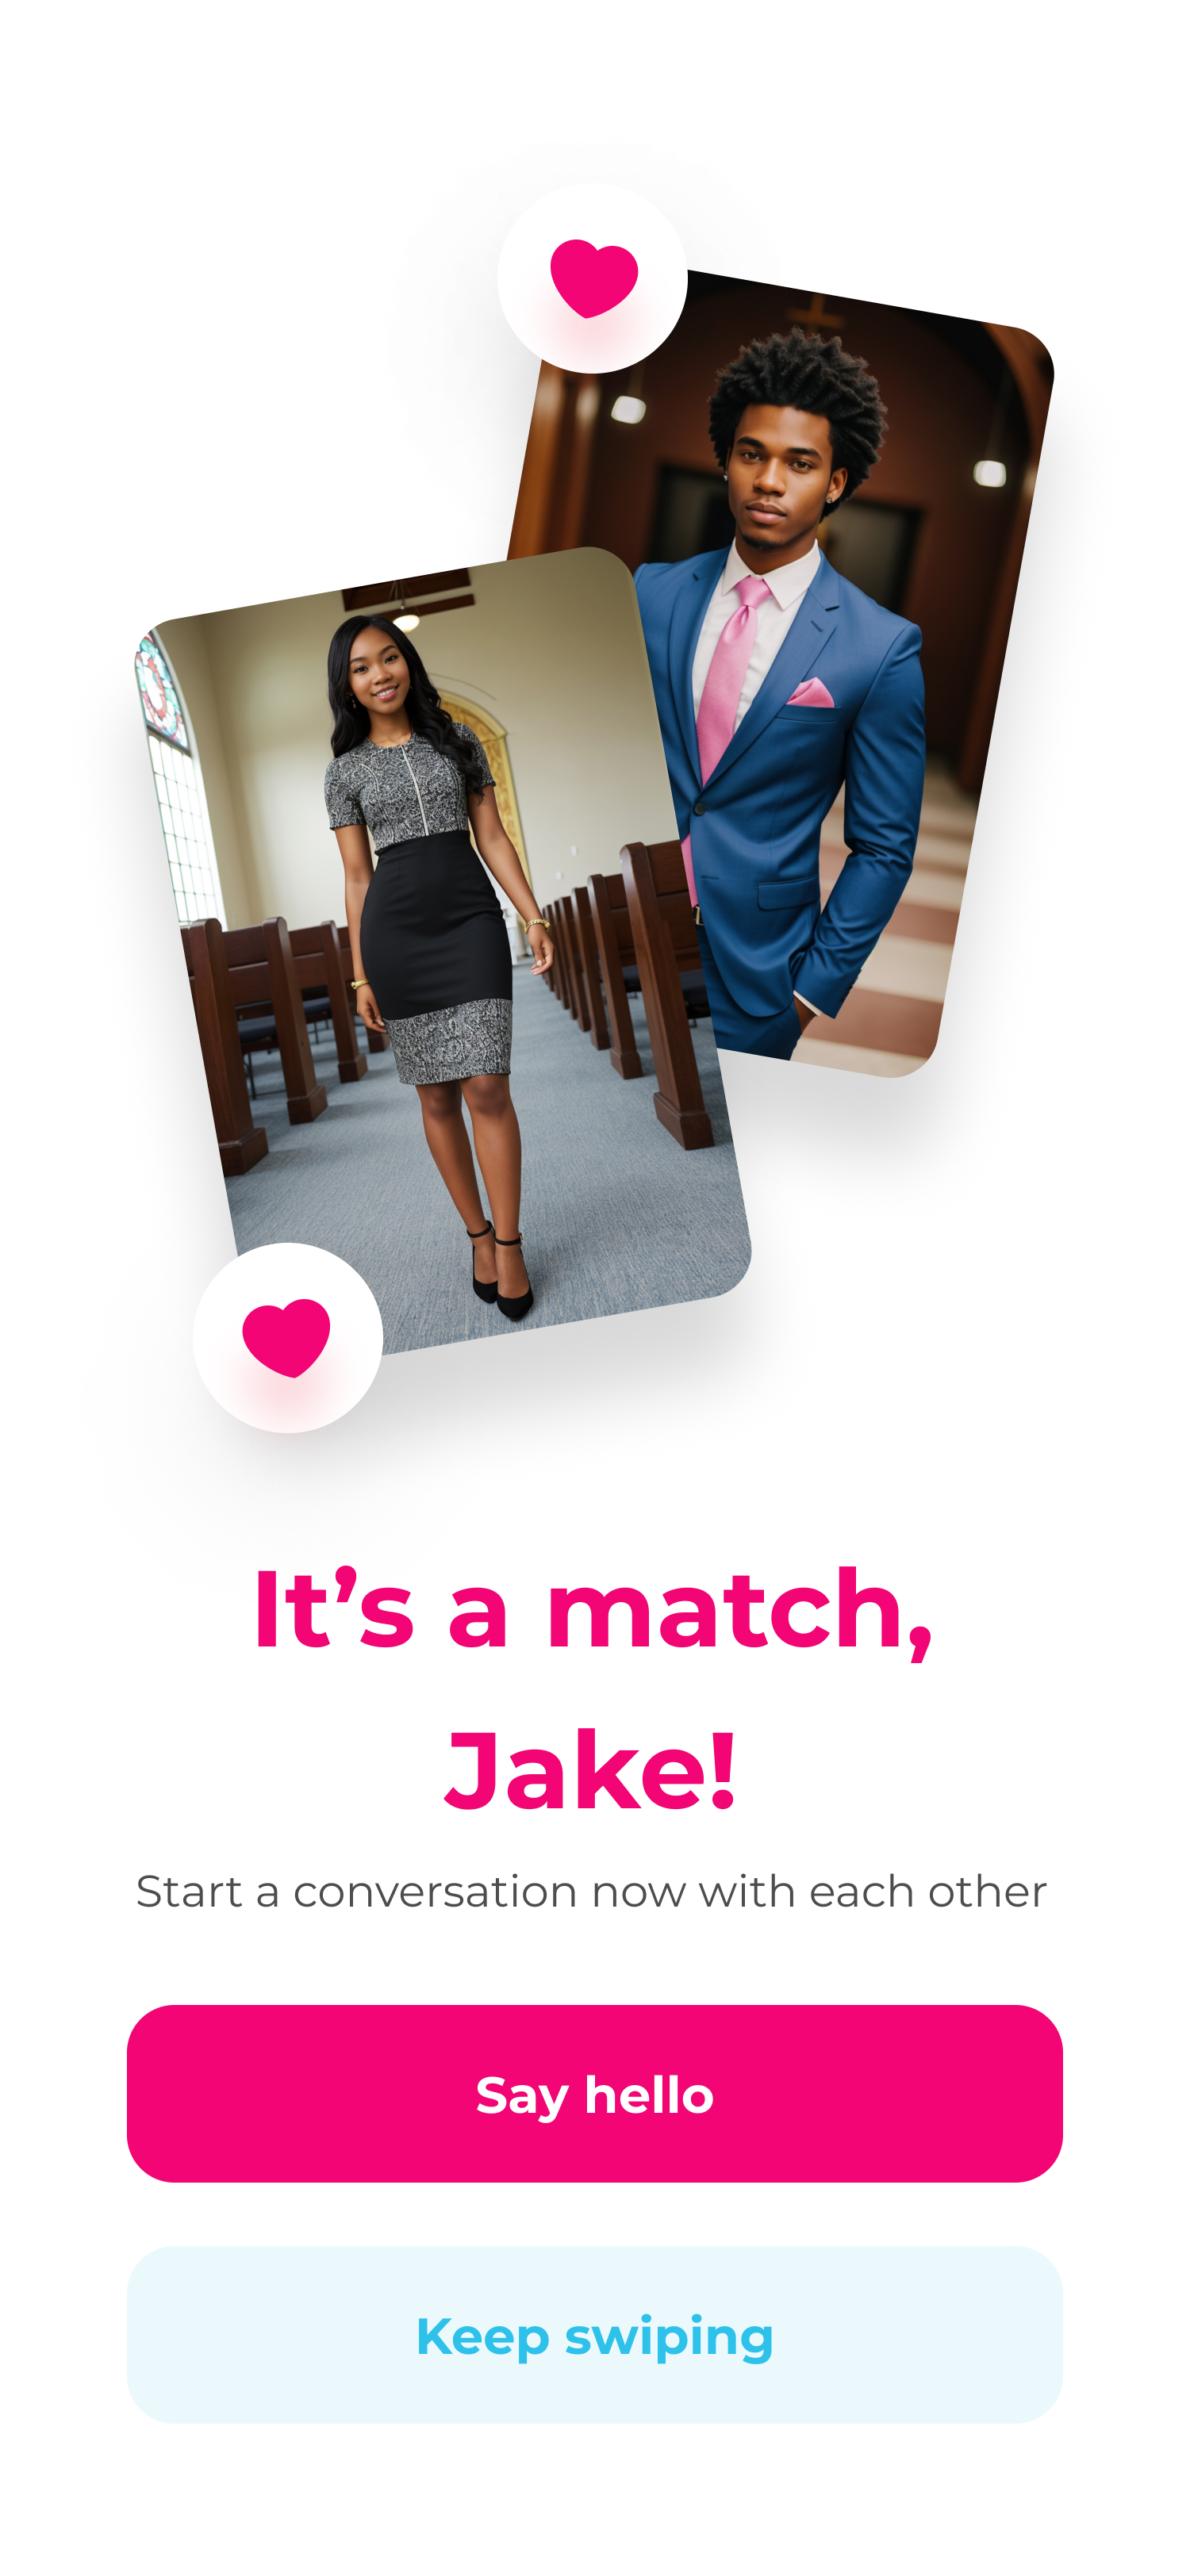 It’s a match,
Jake!
Start a conversation now with each other
Say hello
Keep swiping